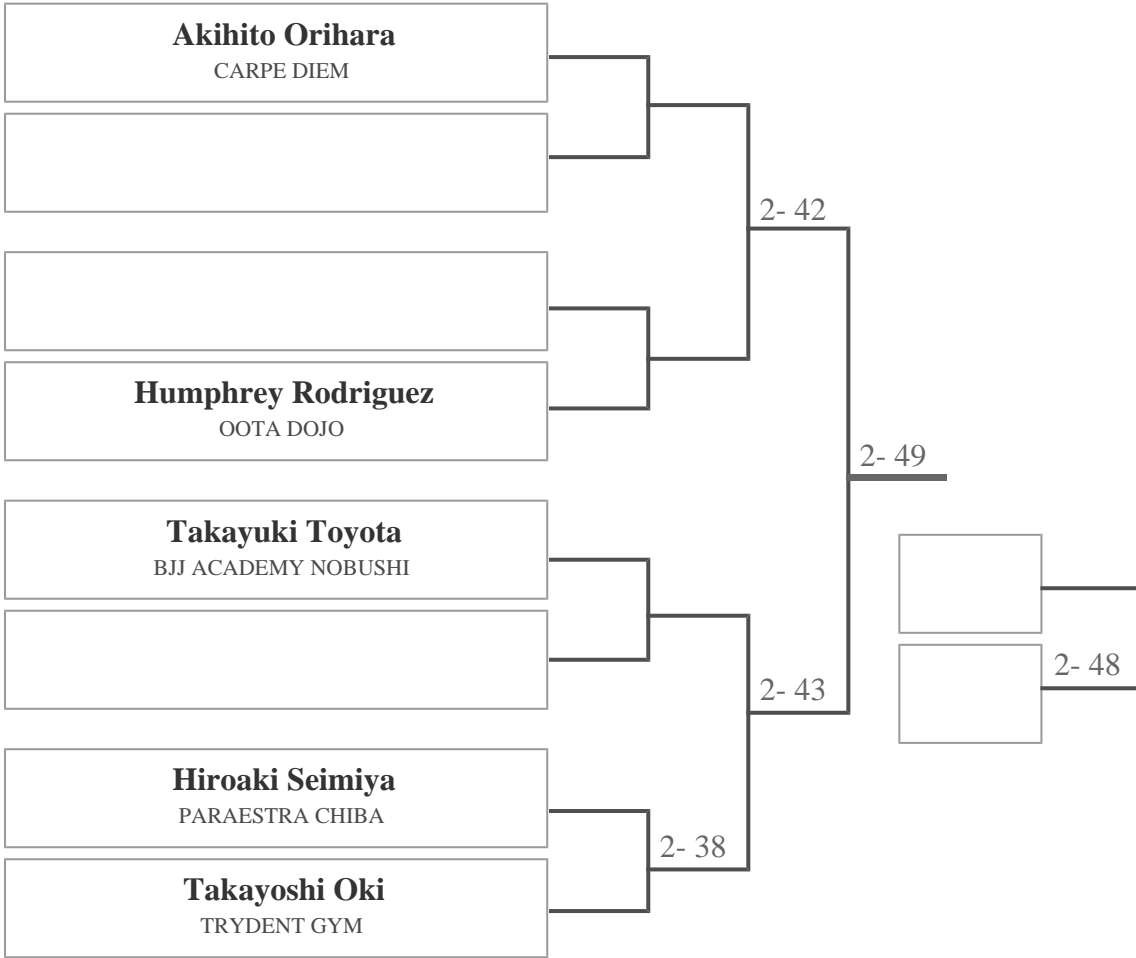 Akihito Orihara
CARPE DIEM
2- 42
Humphrey Rodriguez
OOTA DOJO
2- 49
Takayuki Toyota
BJJ ACADEMY NOBUSHI
2- 48
2- 43
Hiroaki Seimiya
PARAESTRA CHIBA
2- 38
Takayoshi Oki
TRYDENT GYM